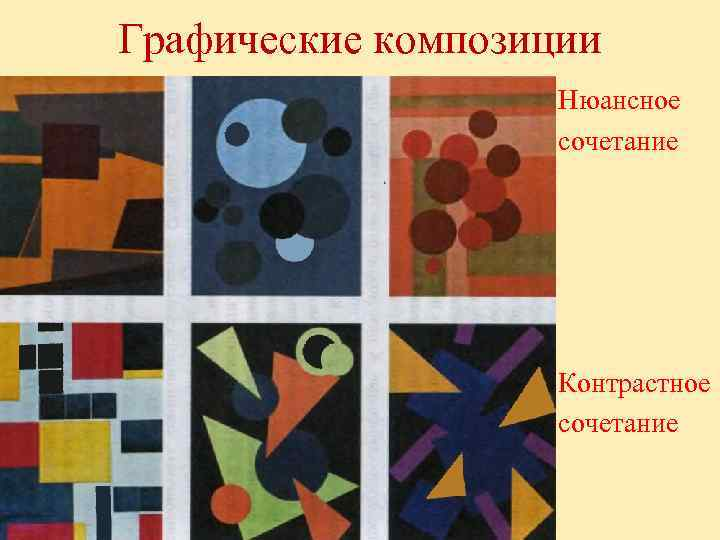 Графические композиции
Нюансное
сочетание
Контрастное
сочетание